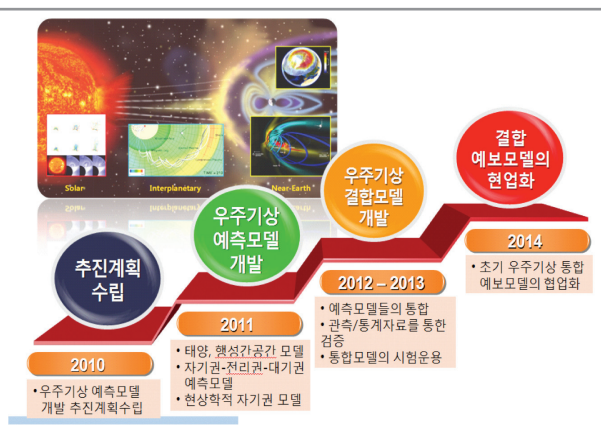 Solar
Interplanetary
Near-Earth
추진계획
수립
2010
• 우주기상 예측모델
개발 추진계획수립
우주기상
예측모델
개발
2011
• 태양, 행성간공간 모델
• 자기권-전리권-대기권
예측모델
• 현상학적 자기권 모델
우주기상
결합모델
개발
2012 – 2013
• 예측모델들의 통합
• 관측/통계자료를 통한
검증
• 통합모델의 시험운용
결합
예보모델의
현업화
2014
• 초기 우주기상 통합
예보모델의 협업화